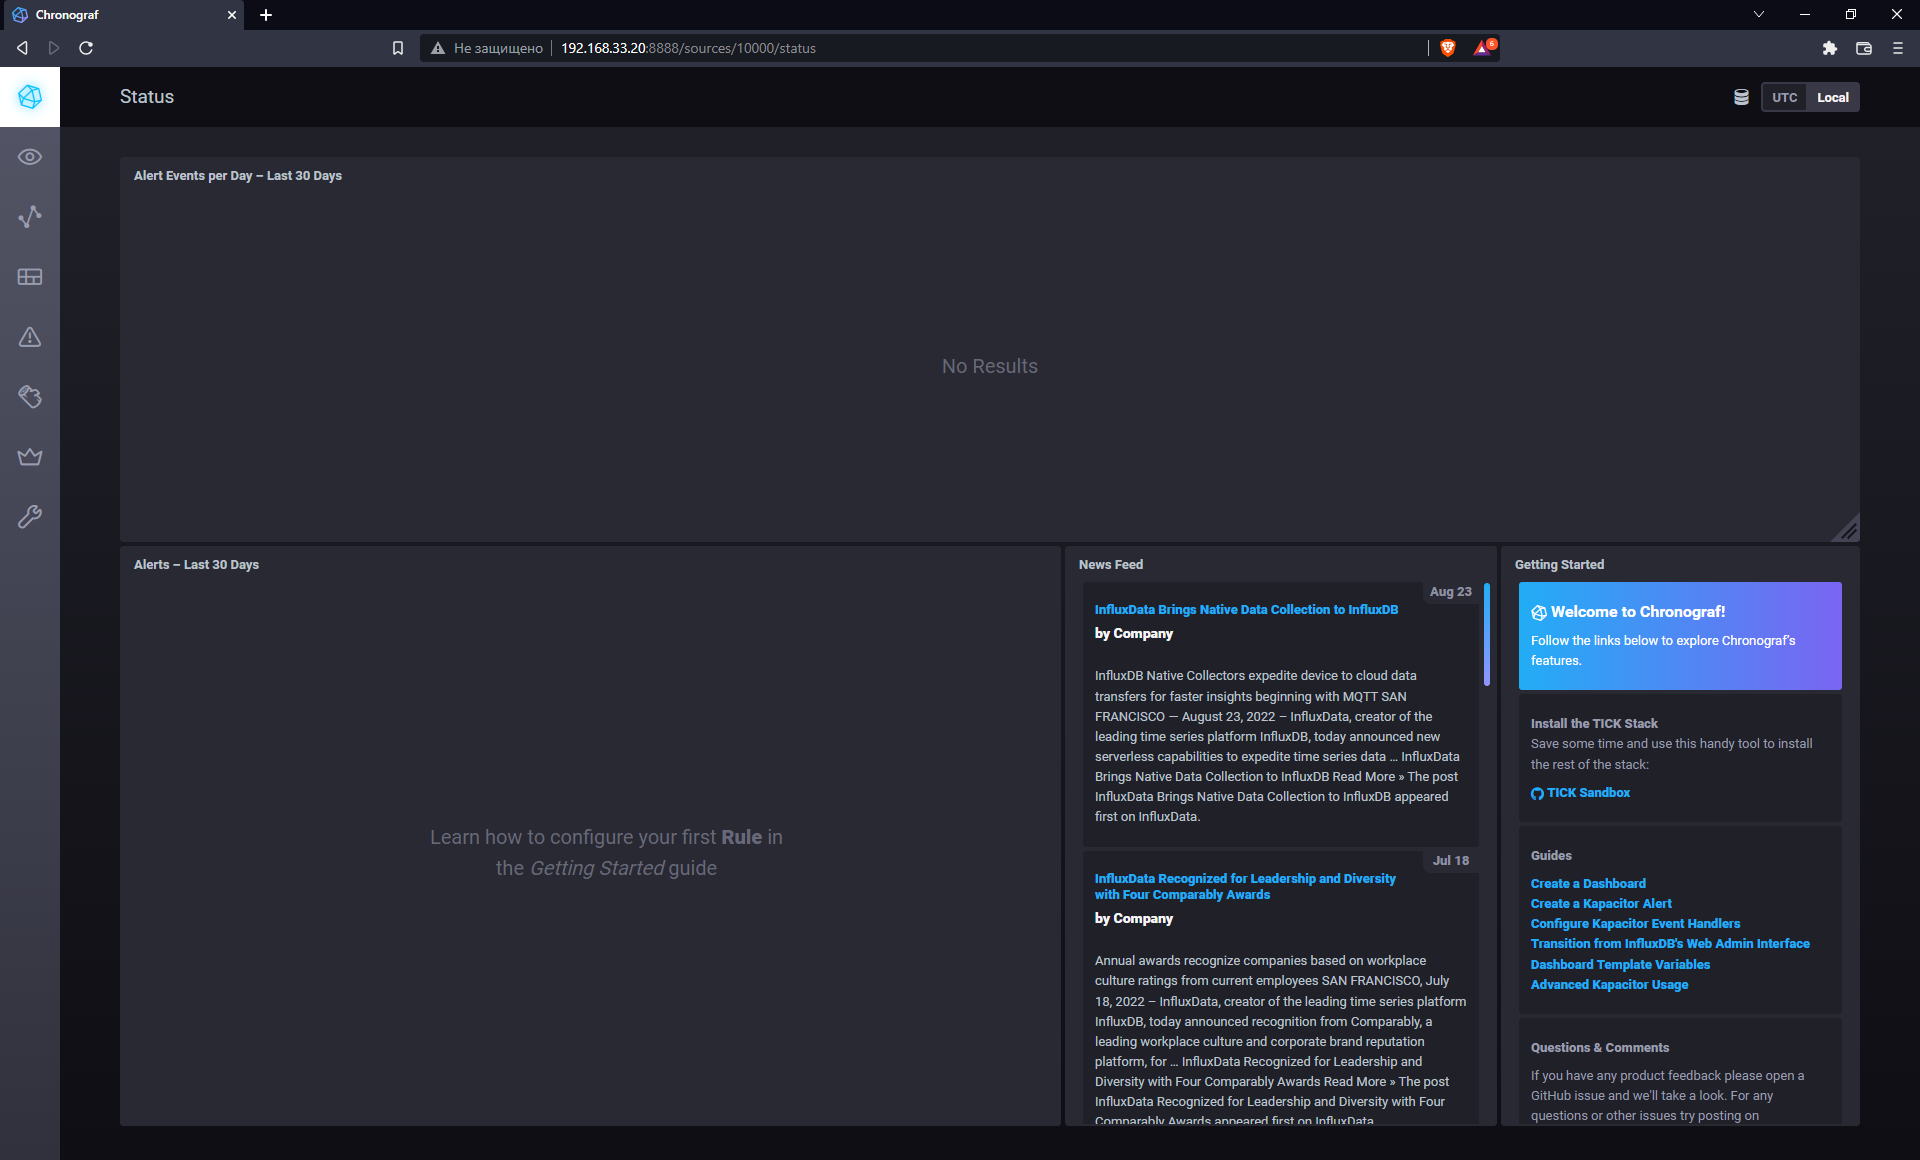 Chronograf
Не защищено
192.168.33.20:8888/sources/10000/status
6
Status
UTC
Local
Alert Events per Day – Last 30 Days
No Results
Alerts – Last 30 Days
Learn how to configure your first Rule in
the Getting Started guide
News Feed
Aug 23
InfluxData Brings Native Data Collection to InfluxDB
by Company
InfluxDB Native Collectors expedite device to cloud data
transfers for faster insights beginning with MQTT SAN
FRANCISCO — August 23, 2022 – InfluxData, creator of the
leading time series platform InfluxDB, today announced new
serverless capabilities to expedite time series data ... InfluxData
Brings Native Data Collection to InfluxDB Read More » The post
InfluxData Brings Native Data Collection to InfluxDB appeared
first on InfluxData.
Jul 18
InfluxData Recognized for Leadership and Diversity
with Four Comparably Awards
by Company
Annual awards recognize companies based on workplace
culture ratings from current employees SAN FRANCISCO, July
18, 2022 – InfluxData, creator of the leading time series platform
InfluxDB, today announced recognition from Comparably, a
leading workplace culture and corporate brand reputation
platform, for ... InfluxData Recognized for Leadership and
Diversity with Four Comparably Awards Read More » The post
InfluxData Recognized for Leadership and Diversity with Four
Comparably Awards appeared first on InfluxData.
Getting Started
Welcome to Chronograf!
Follow the links below to explore Chronograf's
features.
Install the TICK Stack
Save some time and use this handy tool to install
the rest of the stack:
TICK Sandbox
Guides
Create a Dashboard
Create a Kapacitor Alert
Configure Kapacitor Event Handlers
Transition from InfluxDB's Web Admin Interface
Dashboard Template Variables
Advanced Kapacitor Usage
Questions & Comments
If you have any product feedback please open a
GitHub issue and we'll take a look. For any
questions or other issues try posting on